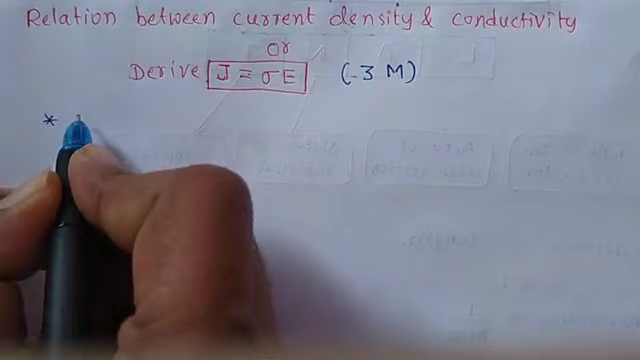 Relation between current density & conductivity
or
Derive J = σE (-3 M)
*